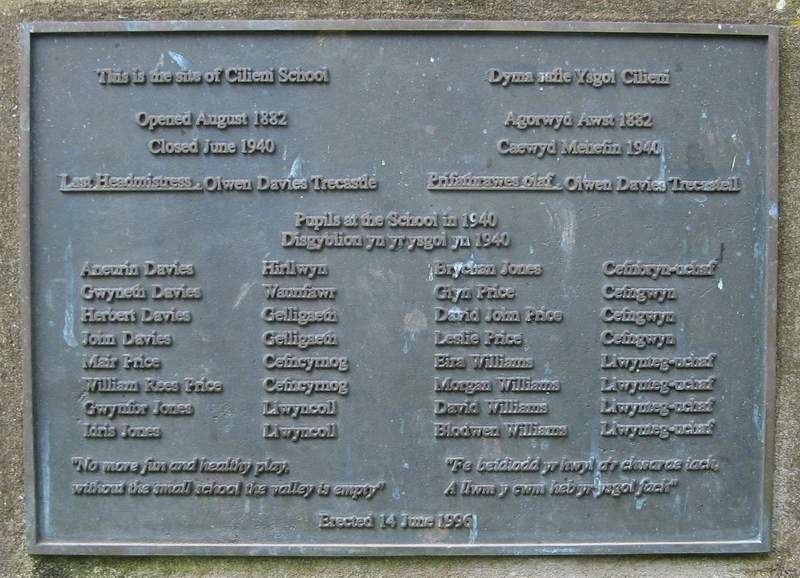 This is the site of Cilieni School
Opened August 1882
Closed June 1940
Last Headmistress - Olwen Davies Trecastle
Dyma safle Ysgol Cilieni
Agorwyd Awst 1882
Caewyd Mehefin 1940
Prifathrawes olaf - Olwen Davies Trecastell
Pupils at the School in 1940
Disgyblion yn yr ysgol yn 1940
Aneurin Davies Hirllwyn
Gwyneth Davies Waunfawr
Herbert Davies Gelligaeth
John Davies Gelligaeth
Mair Price Cefncyrnog
William Rees Price Cefncyrnog
Gwynfor Jones Llwyncoll
Idris Jones Llwyncoll
Brychan Jones Cefnbryn-uchaf
Glyn Price Cefngwyn
David John Price Cefngwyn
Leslie Price Cefngwyn
Eira Williams Llwynteg-uchaf
Morgan Williams Llwynteg-uchaf
David Williams Llwynteg-uchaf
Blodwen Williams Llwynteg-uchaf
"No more fun and healthy play,
without the small school the valley is empty"
"Fe beidiodd yr hwyl a'r chwarae iach,
A llwm y cwm heb yr ysgol fach"
Erected 14 June 1996